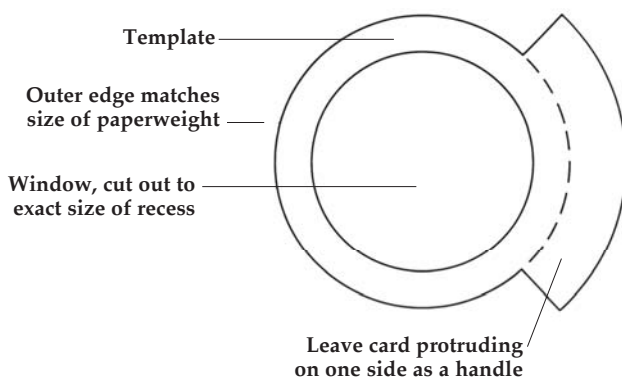 Template
Outer edge matches
size of paperweight
Window, cut out to
exact size of recess
Leave card protruding
on one side as a handle